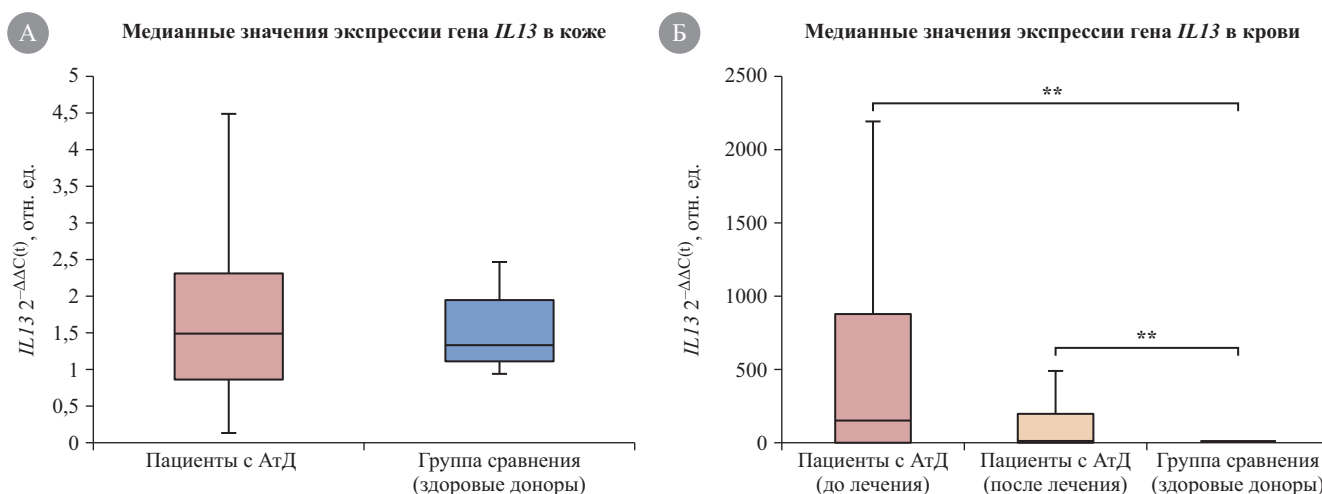 А
Медианные значения экспрессии гена IL13 в коже
IL13 2^−ΔΔC(t), отн. ед.
5
4,5
4
3,5
3
2,5
2
1,5
1
0,5
0
Пациенты с АтД
Группа сравнения
(здоровые доноры)
Б
Медианные значения экспрессии гена IL13 в крови
IL13 2^−ΔΔC(t), отн. ед.
2500
2000
1500
1000
500
0
**
**
Пациенты с АтД
(до лечения)
Пациенты с АтД
(после лечения)
Группа сравнения
(здоровые доноры)